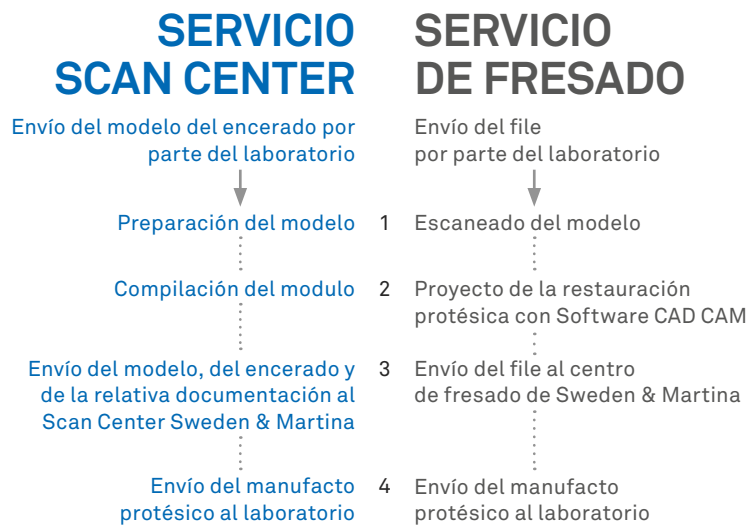 SERVICIO
SCAN CENTER
Envío del modelo del encerado por
parte del laboratorio
Preparación del modelo
Compilación del modulo
Envío del modelo, del encerado y
de la relativa documentación al
Scan Center Sweden & Martina
Envío del manufacto
protésico al laboratorio
SERVICIO
DE FRESADO
Envío del file
por parte del laboratorio
1 Escaneado del modelo
2 Proyecto de la restauración
protésica con Software CAD CAM
3 Envío del file al centro
de fresado de Sweden & Martina
4 Envío del manufacto
protésico al laboratorio